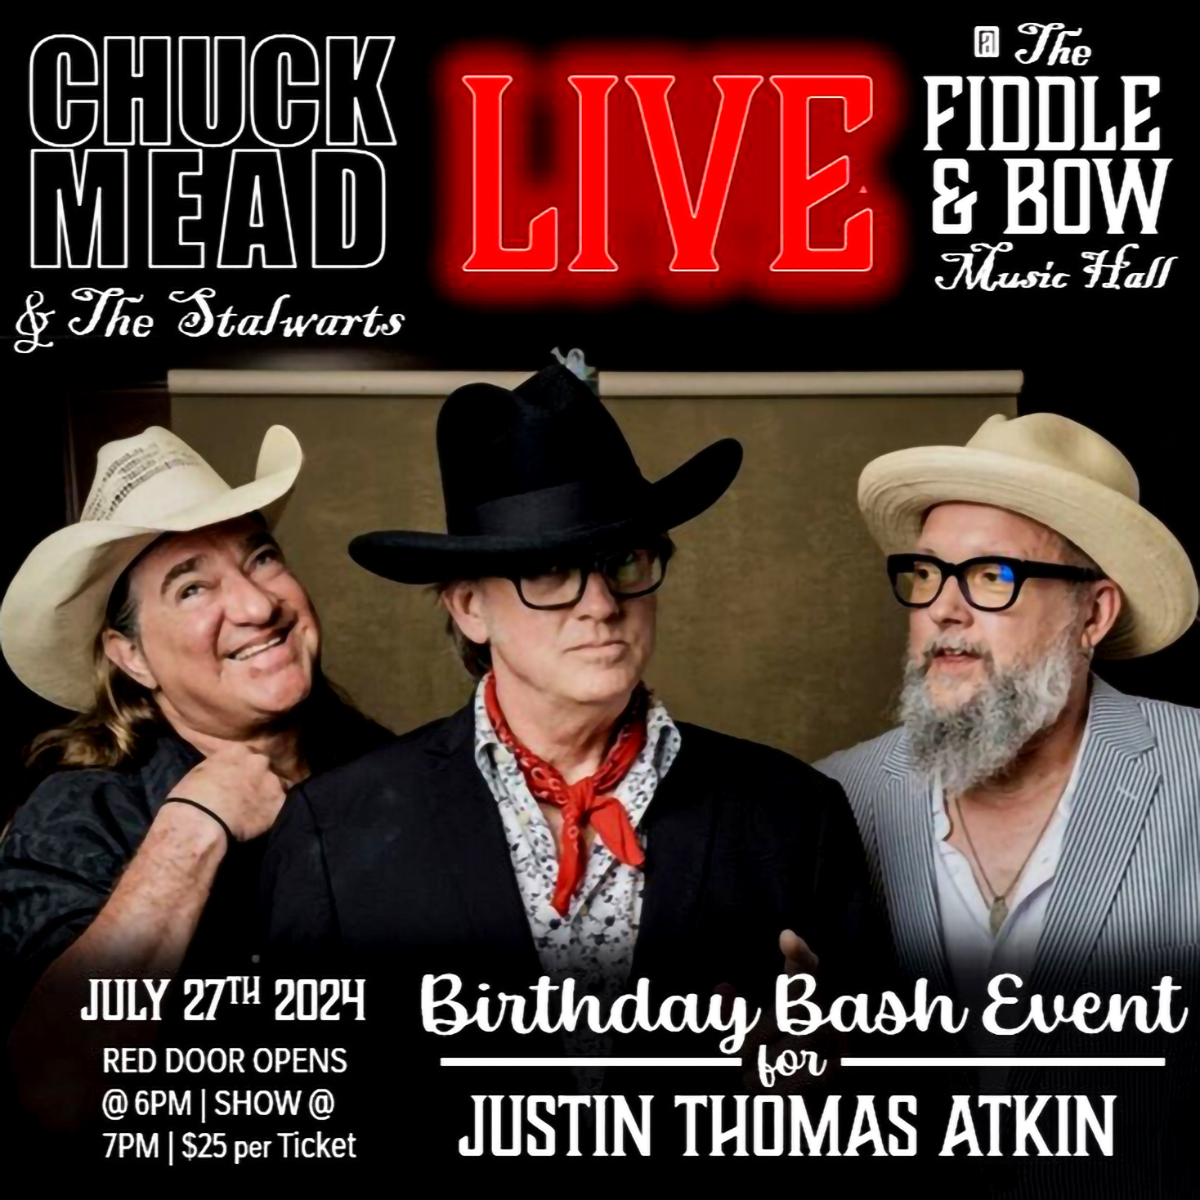 CHUCK
MEAD
& The Stalwarts
LIVE
@ The
FIDDLE
& BOW
Music Hall
JULY 27TH 2024
RED DOOR OPENS
@ 6PM | SHOW @
7PM | $25 per Ticket
Birthday Bash Event
for
JUSTIN THOMAS ATKIN